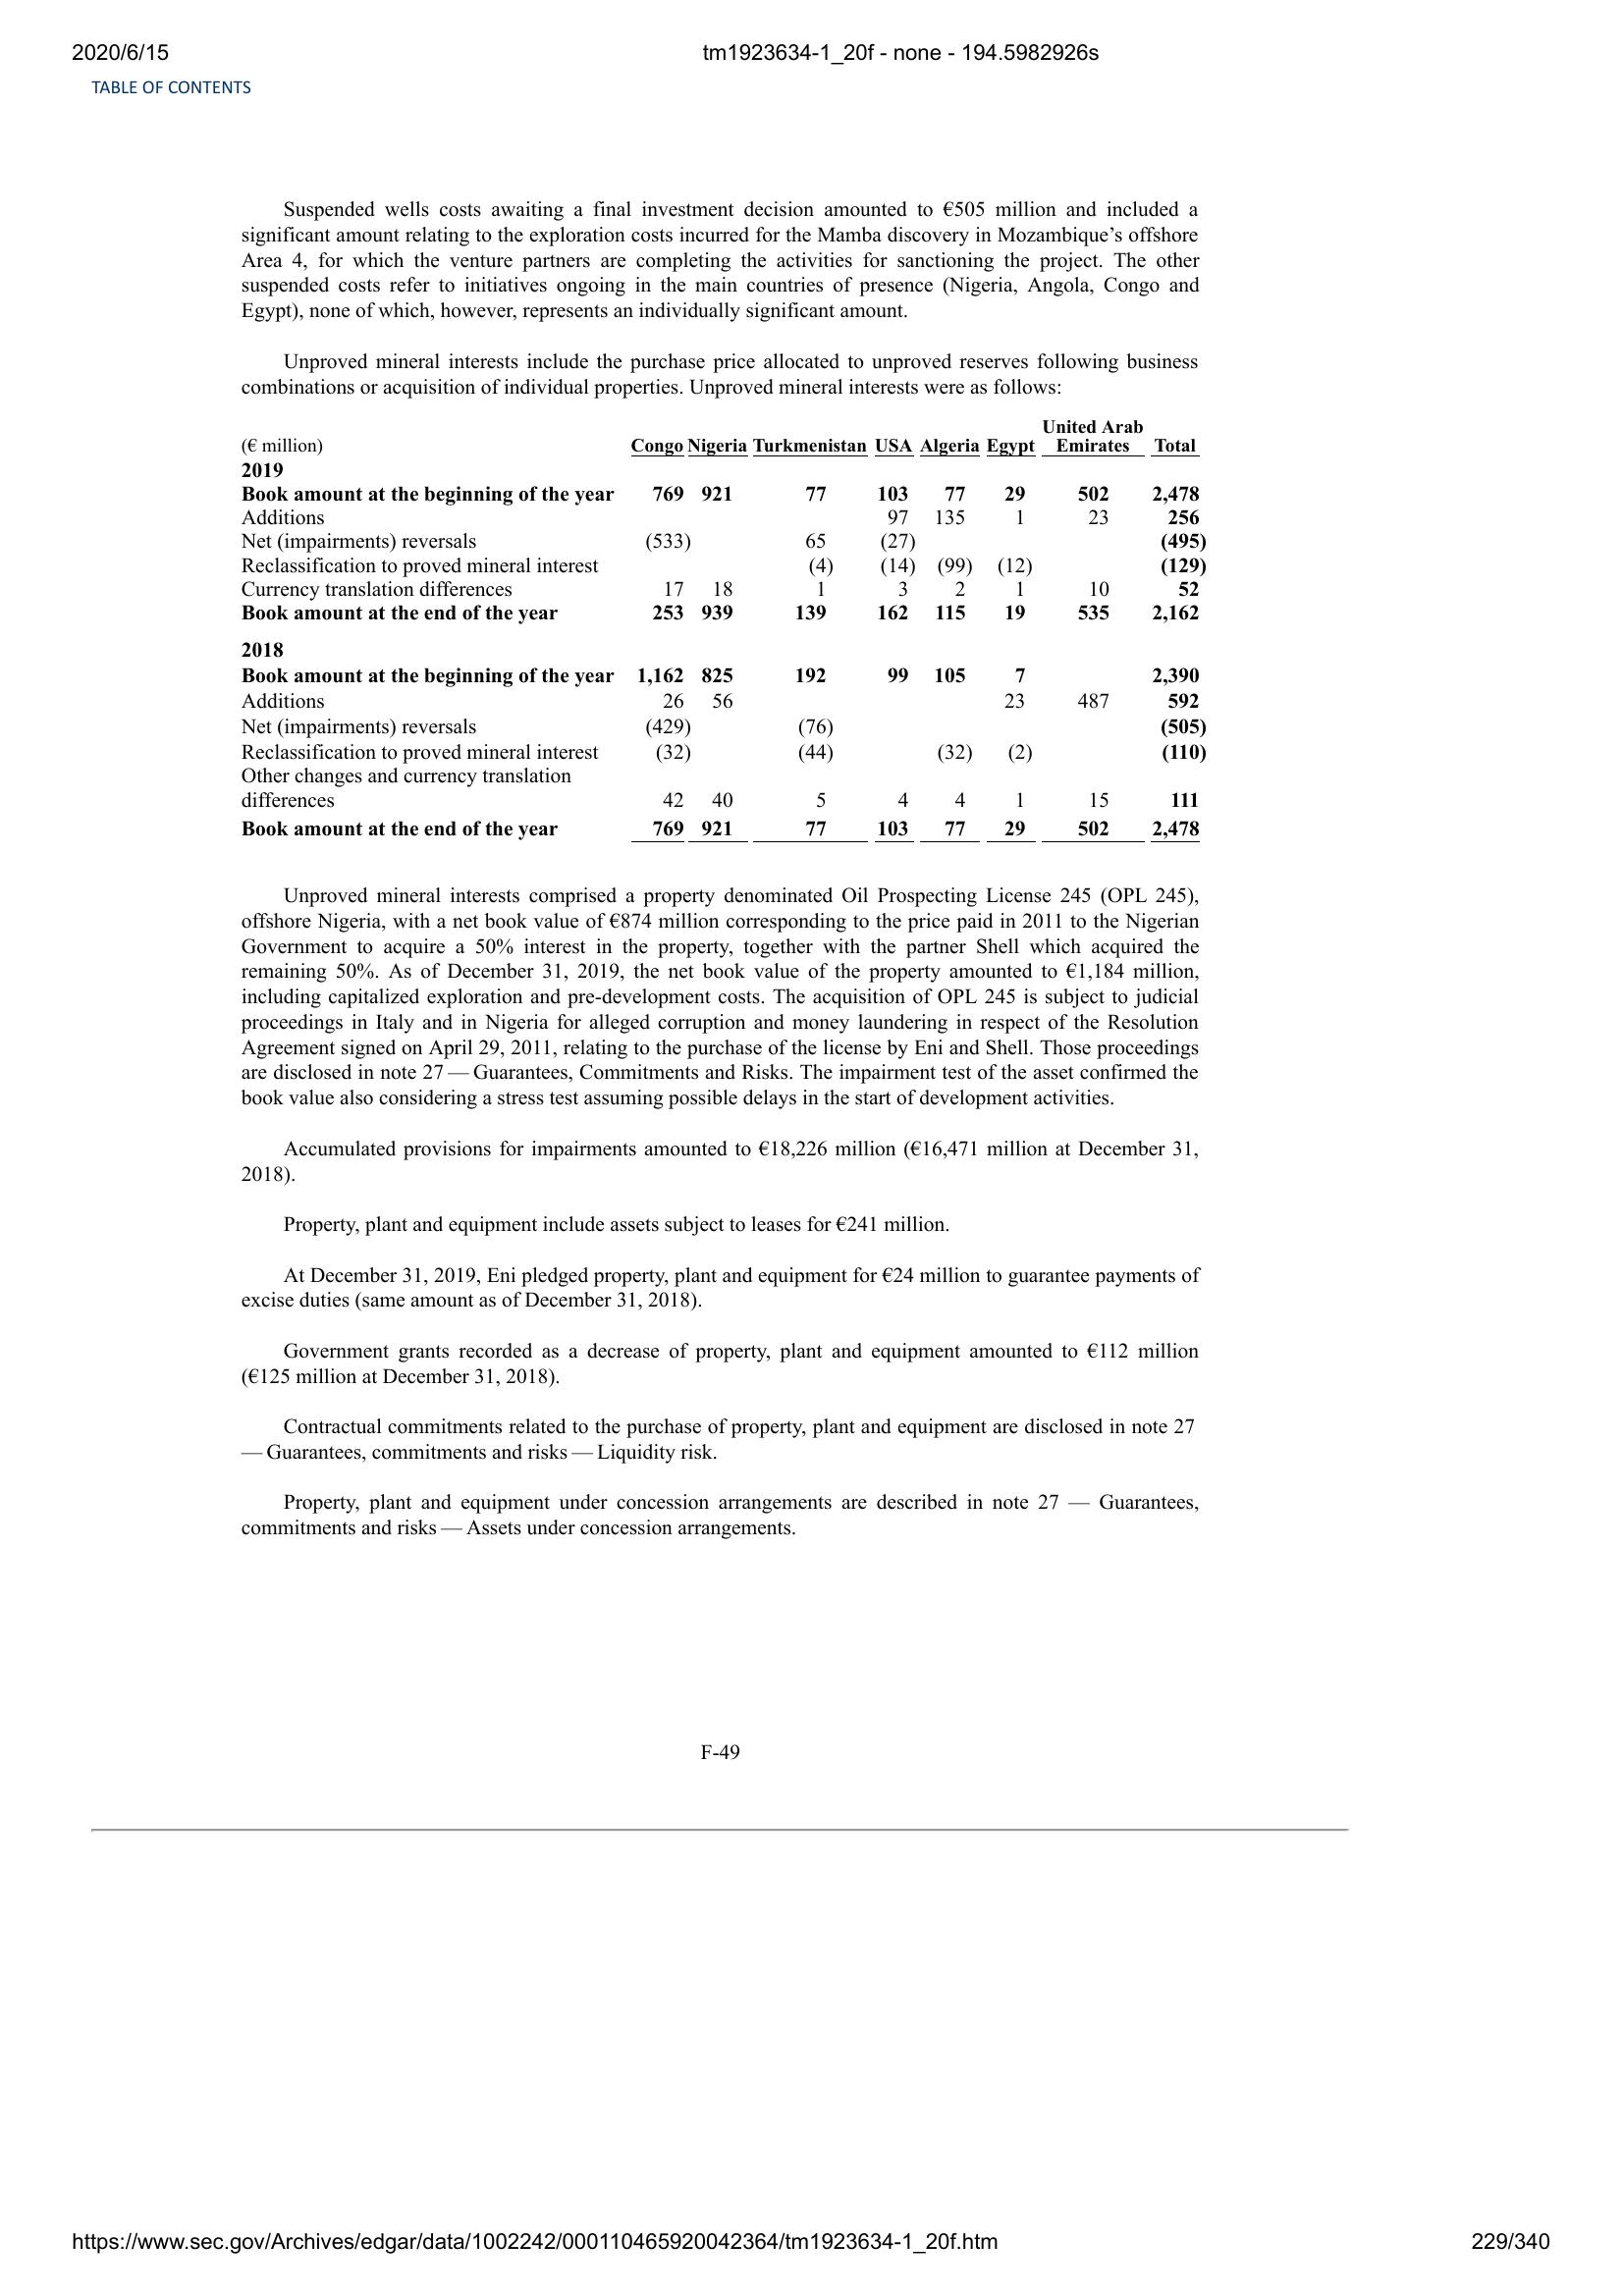 2020/6/15 tm1923634-1_20f - none - 194.5982926s
TABLE OF CONTENTS
Suspended wells costs awaiting a final investment decision amounted to €505 million and included a
significant amount relating to the exploration costs incurred for the Mamba discovery in Mozambique’s offshore
Area 4, for which the venture partners are completing the activities for sanctioning the project. The other
suspended costs refer to initiatives ongoing in the main countries of presence (Nigeria, Angola, Congo and
Egypt), none of which, however, represents an individually significant amount.
Unproved mineral interests include the purchase price allocated to unproved reserves following business
combinations or acquisition of individual properties. Unproved mineral interests were as follows:
United Arab
(€ million) Congo Nigeria Turkmenistan USA Algeria Egypt Emirates Total
2019
Book amount at the beginning of the year 769 921 77 103 77 29 502 2,478
Additions 97 135 1 23 256
Net (impairments) reversals (533) 65 (27) (495)
Reclassification to proved mineral interest (4) (14) (99) (12) (129)
Currency translation differences 17 18 1 3 2 1 10 52
Book amount at the end of the year 253 939 139 162 115 19 535 2,162
2018
Book amount at the beginning of the year 1,162 825 192 99 105 7 2,390
Additions 26 56 23 487 592
Net (impairments) reversals (429) (76) (505)
Reclassification to proved mineral interest (32) (44) (32) (2) (110)
Other changes and currency translation
differences 42 40 5 4 4 1 15 111
Book amount at the end of the year 769 921 77 103 77 29 502 2,478
Unproved mineral interests comprised a property denominated Oil Prospecting License 245 (OPL 245),
offshore Nigeria, with a net book value of €874 million corresponding to the price paid in 2011 to the Nigerian
Government to acquire a 50% interest in the property, together with the partner Shell which acquired the
remaining 50%. As of December 31, 2019, the net book value of the property amounted to €1,184 million,
including capitalized exploration and pre-development costs. The acquisition of OPL 245 is subject to judicial
proceedings in Italy and in Nigeria for alleged corruption and money laundering in respect of the Resolution
Agreement signed on April 29, 2011, relating to the purchase of the license by Eni and Shell. Those proceedings
are disclosed in note 27 — Guarantees, Commitments and Risks. The impairment test of the asset confirmed the
book value also considering a stress test assuming possible delays in the start of development activities.
Accumulated provisions for impairments amounted to €18,226 million (€16,471 million at December 31,
2018).
Property, plant and equipment include assets subject to leases for €241 million.
At December 31, 2019, Eni pledged property, plant and equipment for €24 million to guarantee payments of
excise duties (same amount as of December 31, 2018).
Government grants recorded as a decrease of property, plant and equipment amounted to €112 million
(€125 million at December 31, 2018).
Contractual commitments related to the purchase of property, plant and equipment are disclosed in note 27
— Guarantees, commitments and risks — Liquidity risk.
Property, plant and equipment under concession arrangements are described in note 27 — Guarantees,
commitments and risks — Assets under concession arrangements.
F-49
https://www.sec.gov/Archives/edgar/data/1002242/000110465920042364/tm1923634-1_20f.htm 229/340